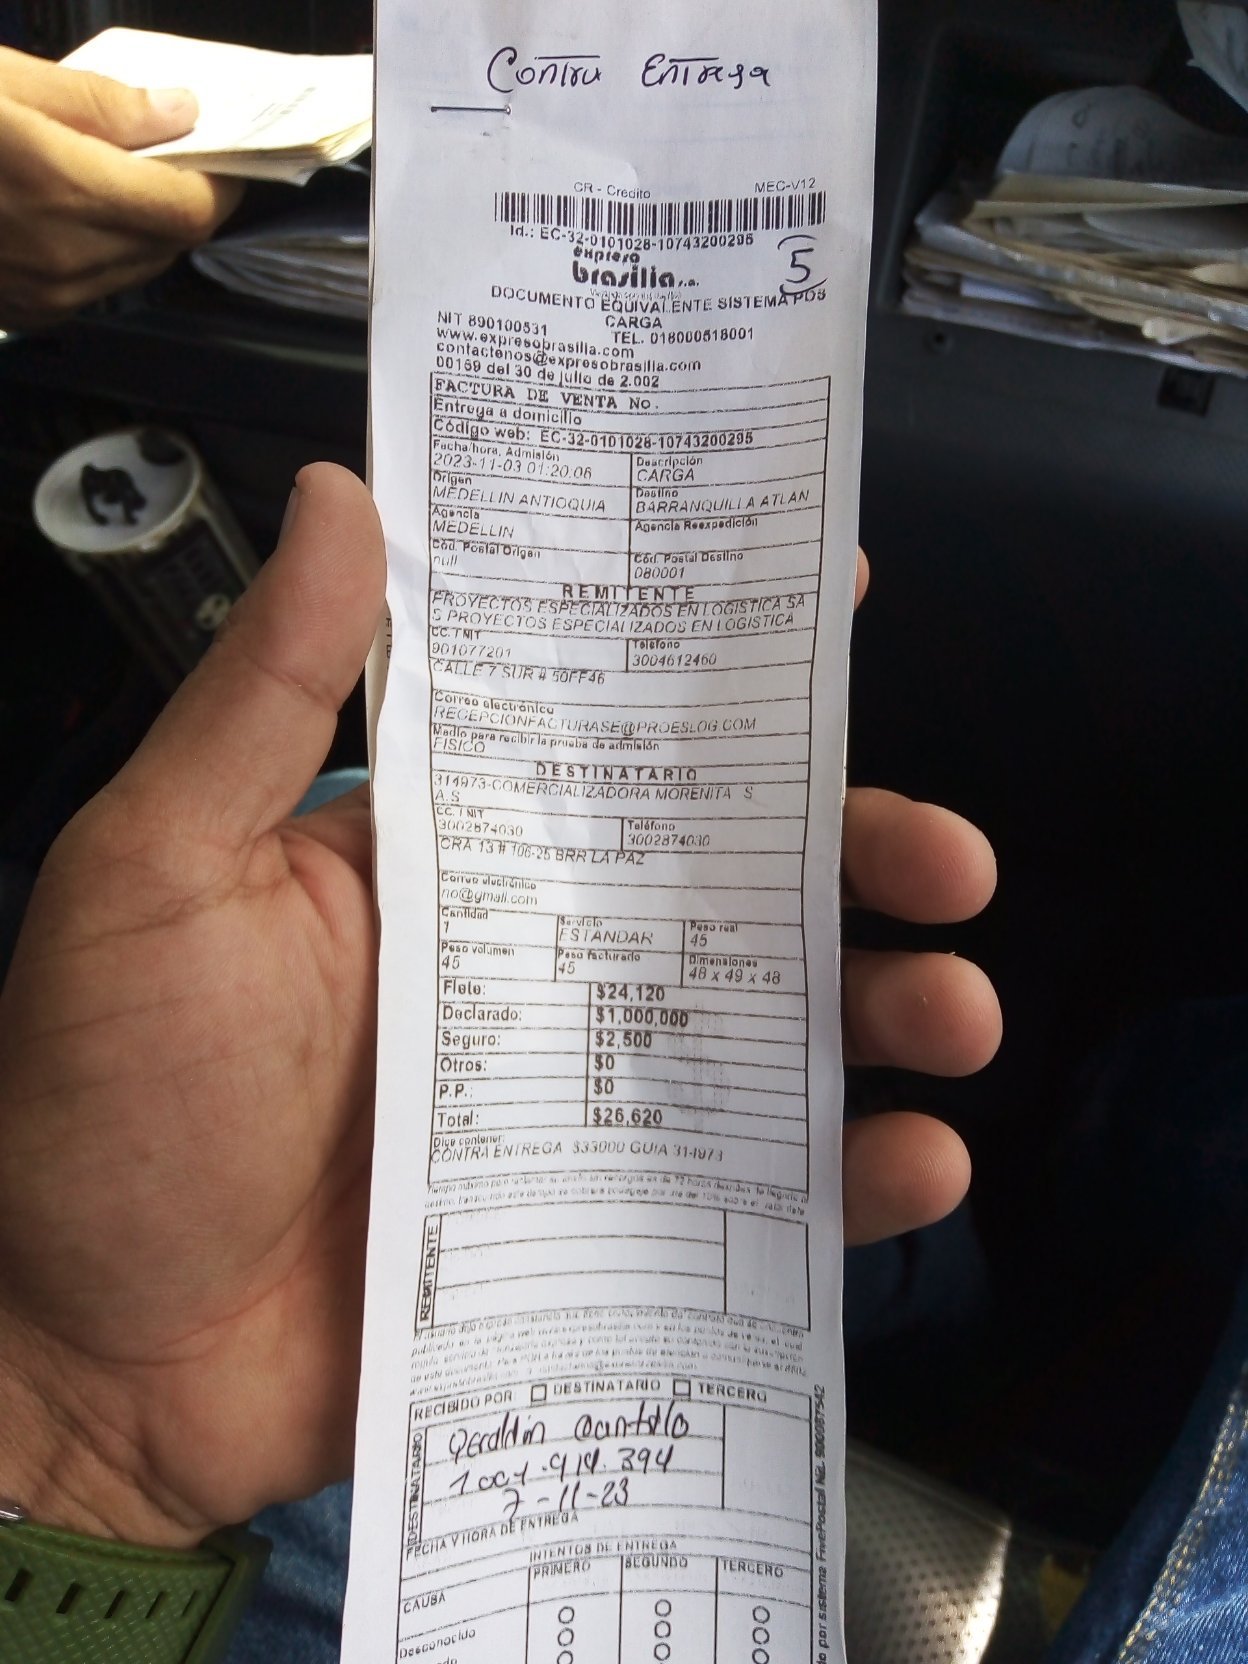 Contra Entrega
CR - Credito MEC-V12
Id.: EC-32-0101028-10743200295
5
expreso
brasilia s.a.
DOCUMENTO EQUIVALENTE SISTEMA PDS
CARGA
NIT 890100531 TEL. 018000518001
www.expresobrasilia.com
contactenos@expresobrasilia.com
00169 del 30 de julio de 2.002
FACTURA DE VENTA No.
Entrega a domicilio
Código web: EC-32-0101028-10743200295
Fecha/hora, Admisión Descripción
2023-11-03 01:20:06 CARGA
Origen Destino
MEDELLIN ANTIOQUIA BARRANQUILLA ATLAN
Agencia Agencia Reexpedición
MEDELLIN
Cód. Postal Origen Cód. Postal Destino
null 080001
REMITENTE
PROYECTOS ESPECIALIZADOS EN LOGISTICA SA
S PROYECTOS ESPECIALIZADOS EN LOGISTICA
CC. / NIT Teléfono
901077201 3004612460
CALLE 7 SUR # 50FF46
Correo electrónico
RECEPCIONFACTURASE@PROESLOG.COM
Medio para recibir la prueba de admisión
FISICO
DESTINATARIO
314973-COMERCIALIZADORA MORENITA S
A.S
CC. / NIT Teléfono
3002874030 3002874030
CRA 13 # 106-25 BRR LA PAZ
Correo electrónico
no@gmail.com
Cantidad Servicio Peso real
1 ESTANDAR 45
Peso volumen Peso facturado Dimensiones
45 45 48 x 49 x 48
Flete: $24,120
Declarado: $1,000,000
Seguro: $2,500
Otros: $0
P.P.: $0
Total: $26,620
Dice contener:
CONTRA ENTREGA $33000 GUIA 314973
REMITENTE
RECIBIDO POR: DESTINATARIO TERCERO
DESTINATARIO
Geraldin Cantillo
7-11-23
FECHA Y HORA DE ENTREGA
INTENTOS DE ENTREGA
CAUSA PRIMERO SEGUNDO TERCERO
Desconocido